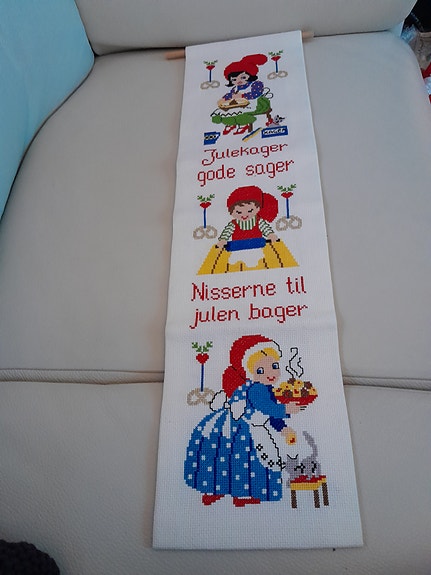 Julekager
gode sager
Nisserne til
julen bager